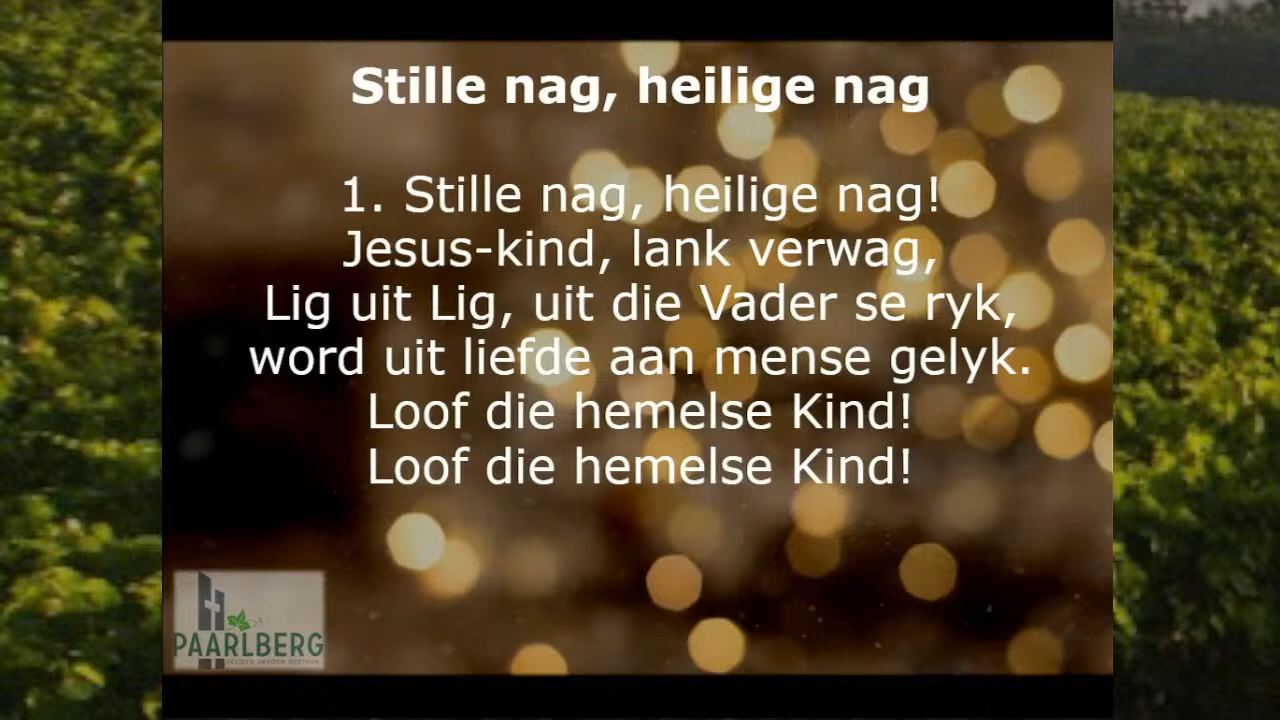 Stille nag, heilige nag
1. Stille nag, heilige nag!
Jesus-kind, lank verwag,
Lig uit Lig, uit die Vader se ryk,
word uit liefde aan mense gelyk.
Loof die hemelse Kind!
Loof die hemelse Kind!
PAARLBERG